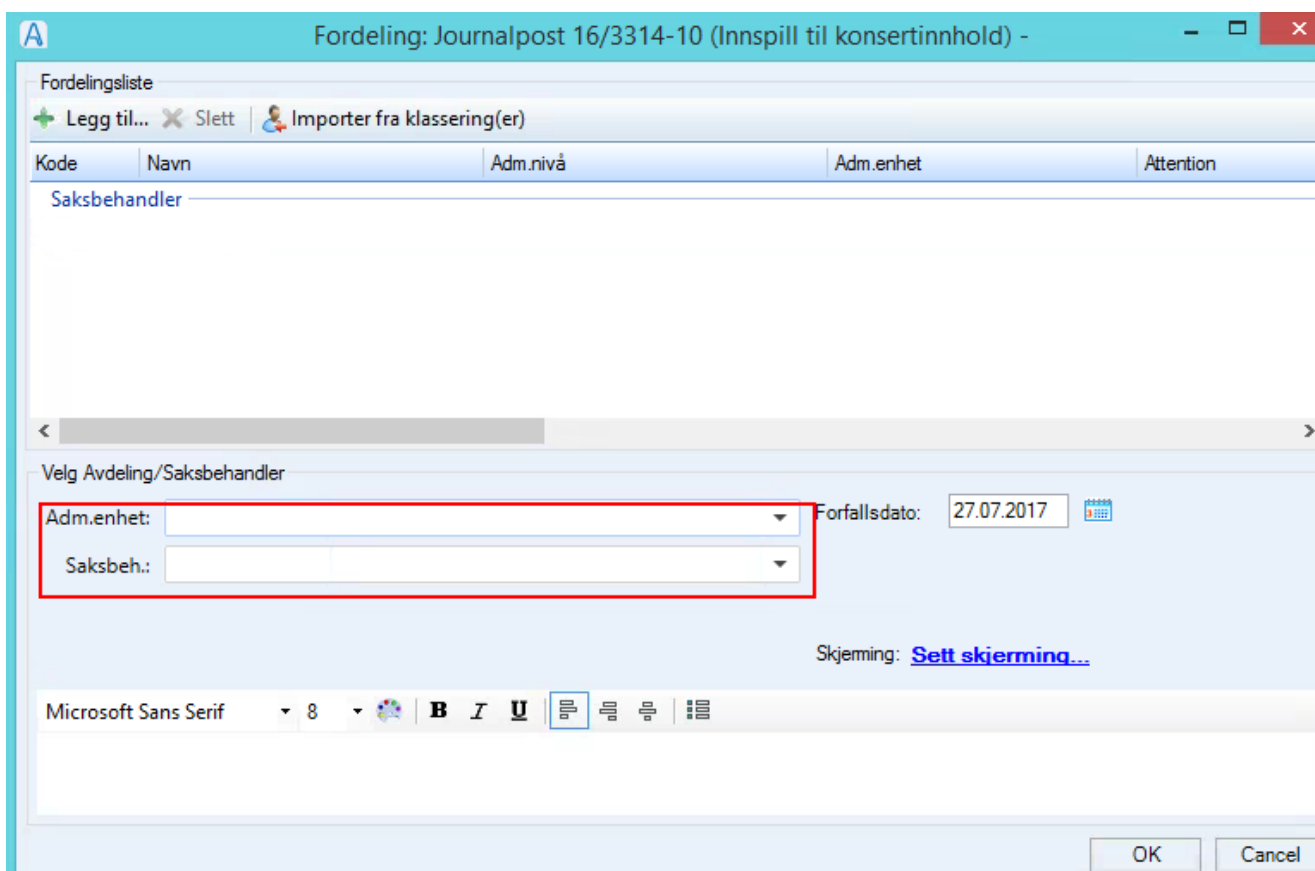 Fordeling: Journalpost 16/3314-10 (Innspill til konsertinnhold) -
Fordelingsliste
Legg til... Slett Importer fra klassering(er)
Kode Navn Adm.nivå Adm.enhet Attention
Saksbehandler
Velg Avdeling/Saksbehandler
Adm.enhet: Forfallsdato: 27.07.2017
Saksbeh.:
Skjerming: Sett skjerming...
Microsoft Sans Serif 8 B I U
OK Cancel